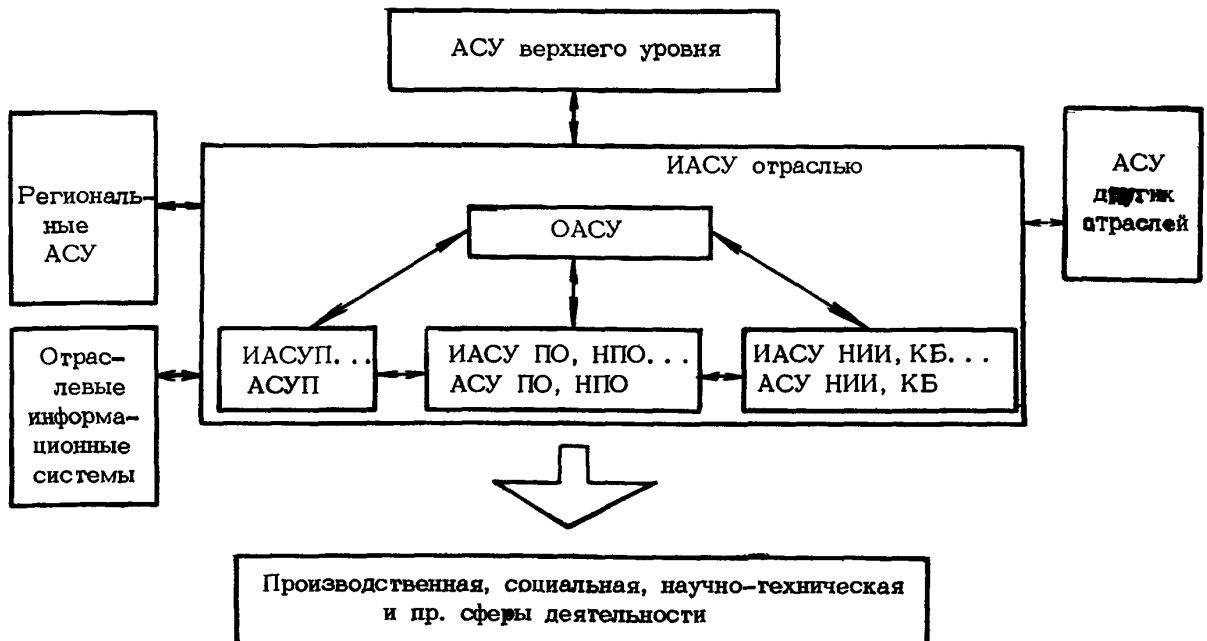 АСУ верхнего уровня
Региональ-
ные
АСУ
ИАСУ отраслью
АСУ
других
отраслей
ОАСУ
ИАСУП...
АСУП
ИАСУ ПО, НПО...
АСУ ПО, НПО
ИАСУ НИИ, КБ...
АСУ НИИ, КБ
Отрас-
левые
информа-
ционные
системы
Производственная, социальная, научно-техническая
и пр. сферы деятельности